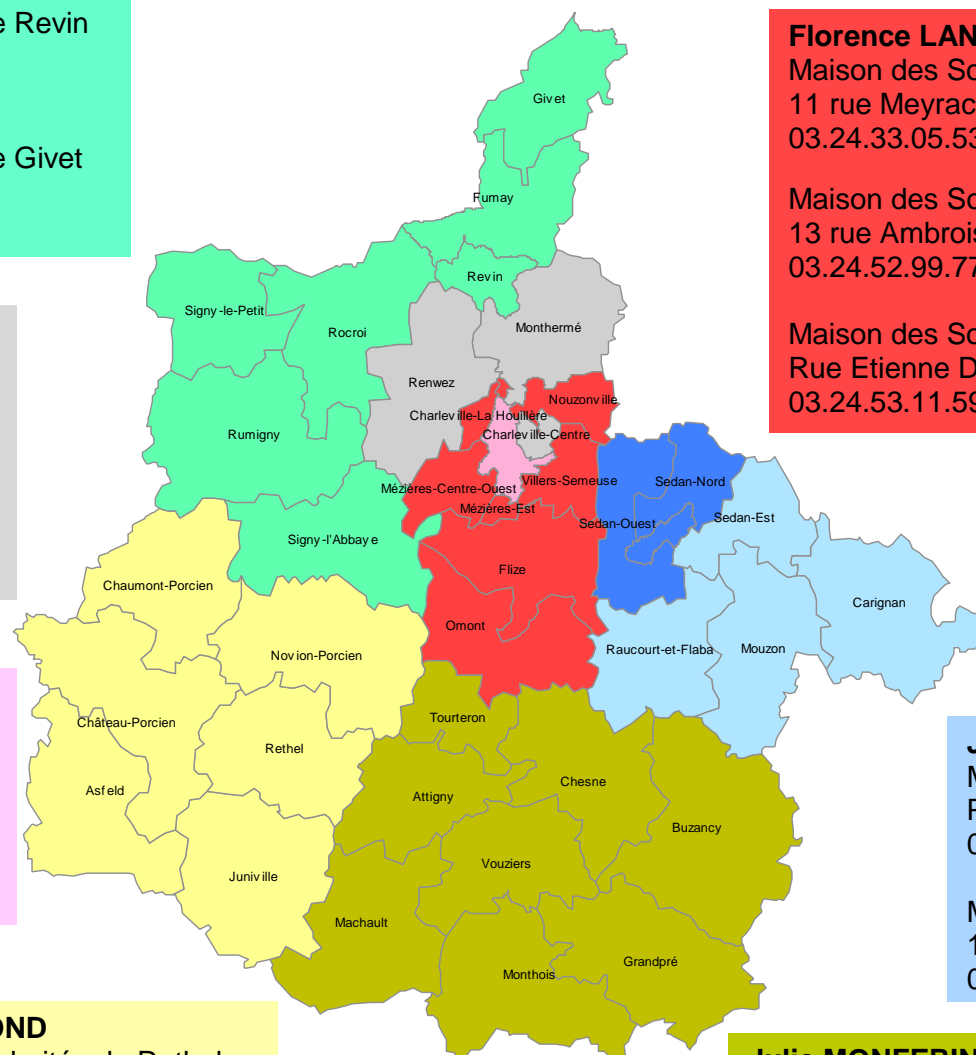 e Revin
e Givet
Florence LAN
Maison des So
11 rue Meyrac
03.24.33.05.53
Maison des So
13 rue Ambrois
03.24.52.99.77
Maison des So
Rue Etienne D
03.24.53.11.59
Givet
Fumay
Revin
Signy-le-Petit
Rocroi
Monthermé
Renwez
Nouzonville
Charleville-La Houillère
Rumigny
Charleville-Centre
Mézières-Centre-Ouest
Villers-Semeuse
Sedan-Nord
Mézières-Est
Sedan-Ouest
Sedan-Est
Signy-l'Abbaye
Flize
Chaumont-Porcien
Carignan
Omont
Novion-Porcien
Raucourt-et-Flaba
Mouzon
Château-Porcien
Tourteron
Rethel
Chesne
Asfeld
Attigny
Buzancy
Vouziers
Juniville
Machault
Grandpré
Monthois
J
M
R
0
M
1
0
OND